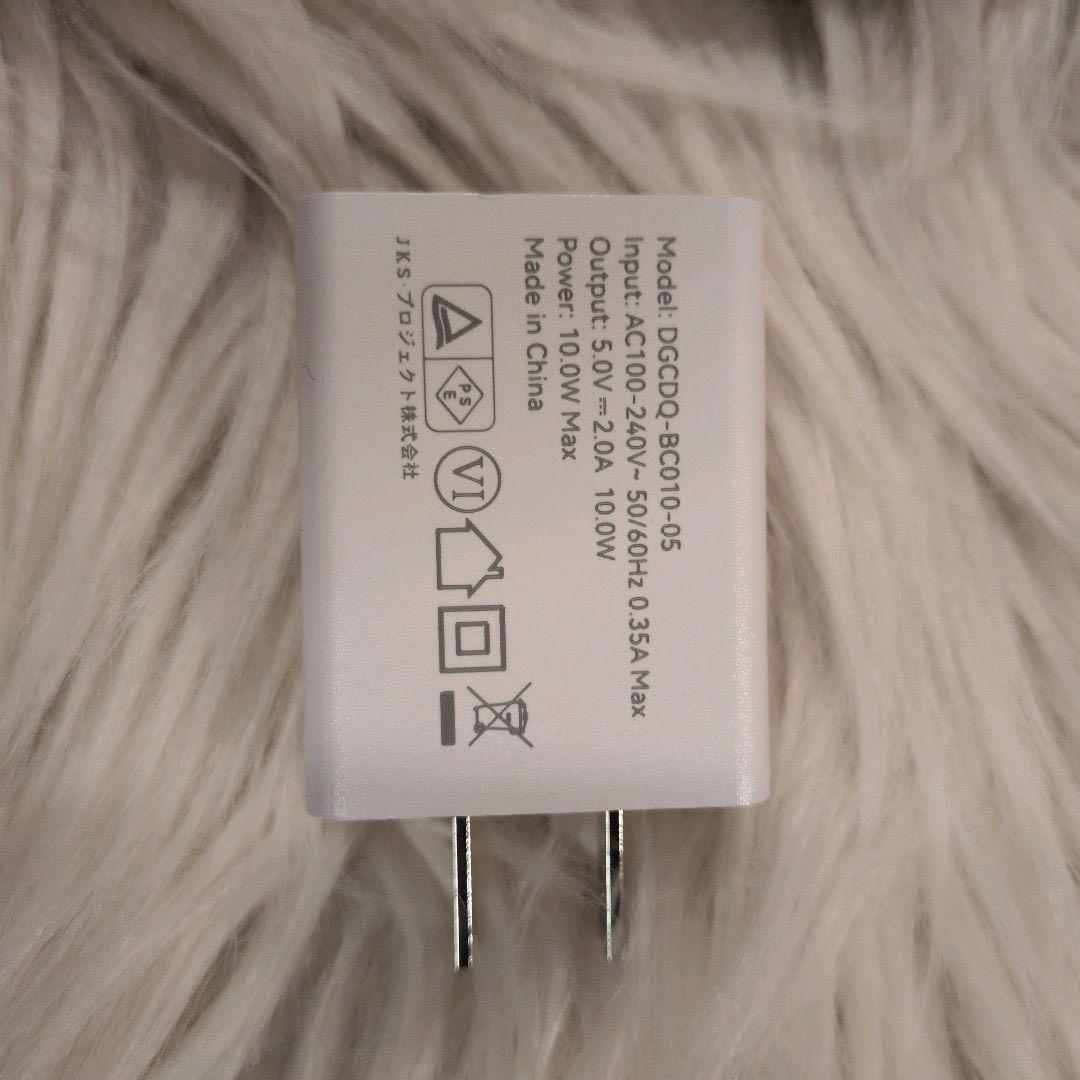 Model: DGCDQ-BC010-05
Input: AC100-240V~ 50/60Hz 0.35A Max
Output: 5.0V⎓2.0A 10.0W
Power: 10.0W Max
Made in China
PSE
VI
JKS・プロジェクト株式会社